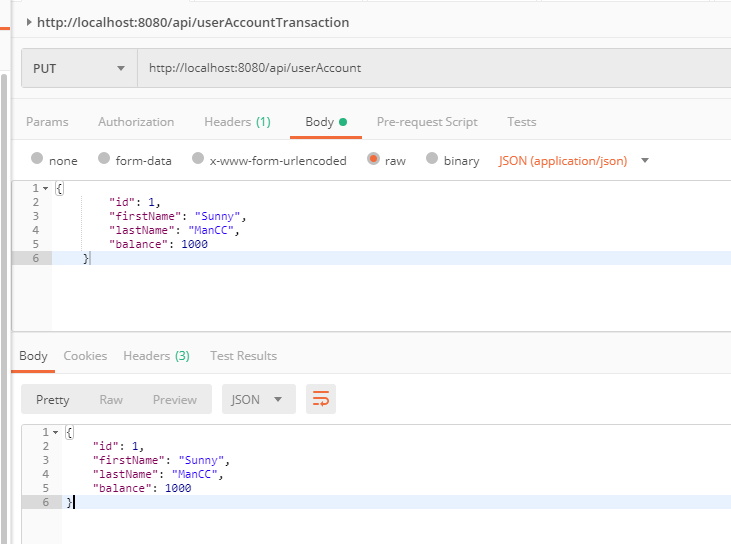 http://localhost:8080/api/userAccountTransaction
PUT http://localhost:8080/api/userAccount
Params Authorization Headers (1) Body Pre-request Script Tests
none form-data x-www-form-urlencoded raw binary JSON (application/json)
1 {
2 "id": 1,
3 "firstName": "Sunny",
4 "lastName": "ManCC",
5 "balance": 1000
6 }
Body Cookies Headers (3) Test Results
Pretty Raw Preview JSON
1 {
2 "id": 1,
3 "firstName": "Sunny",
4 "lastName": "ManCC",
5 "balance": 1000
6 }